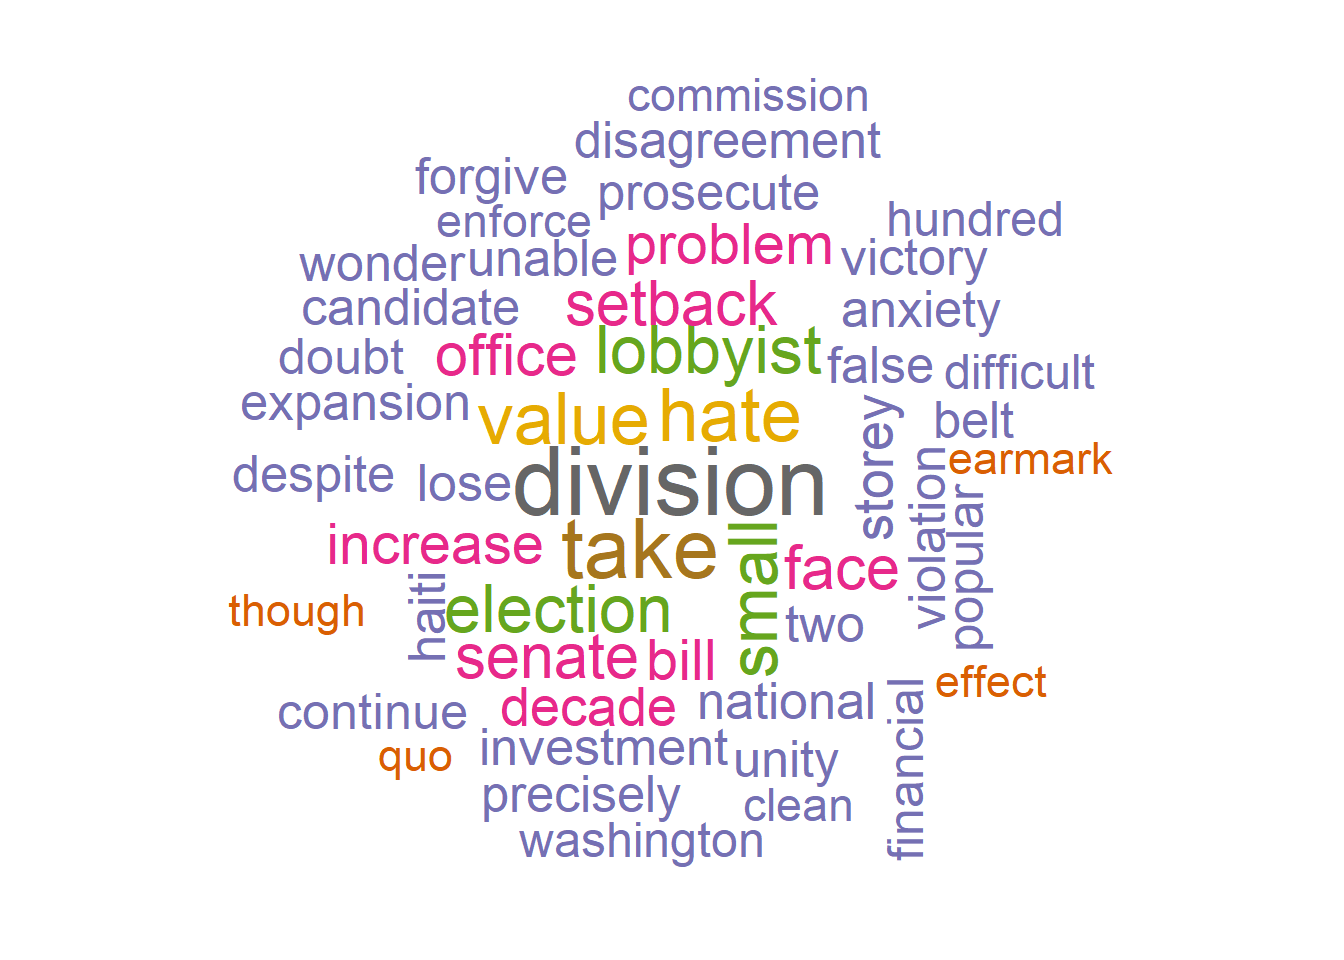 commission
disagreement
forgive
prosecute
enforce
hundred
problem
wonder
unable
victory
candidate
setback
anxiety
doubt
office
lobbyist
false
difficult
expansion
value
hate
storey
belt
despite
lose
division
violation
earmark
increase
take
small
face
popular
though
haiti
election
two
senate
bill
effect
continue
decade
national
financial
quo
investment
unity
precisely
clean
washington